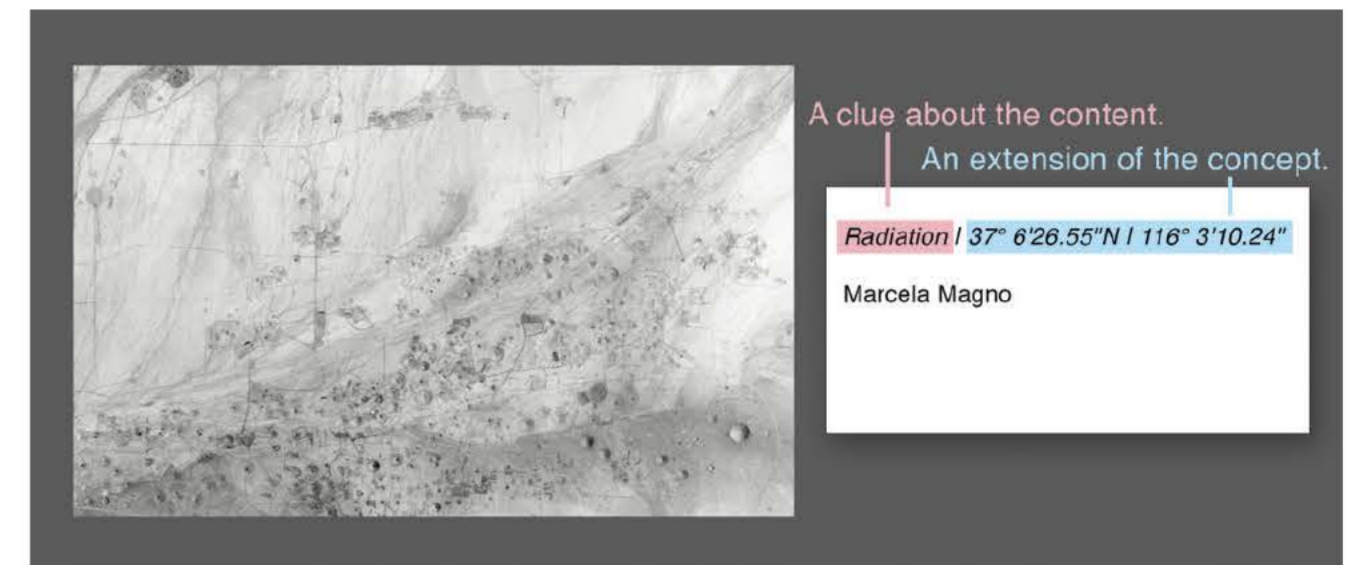 A clue about the content.
An extension of the concept.
Radiation / 37° 6'26.55"N / 116° 3'10.24"
Marcela Magno